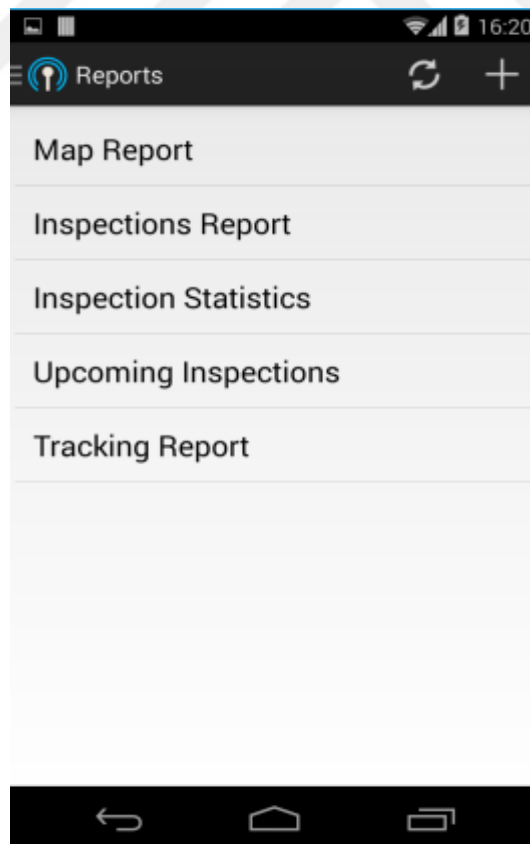 16:20
Reports
Map Report
Inspections Report
Inspection Statistics
Upcoming Inspections
Tracking Report